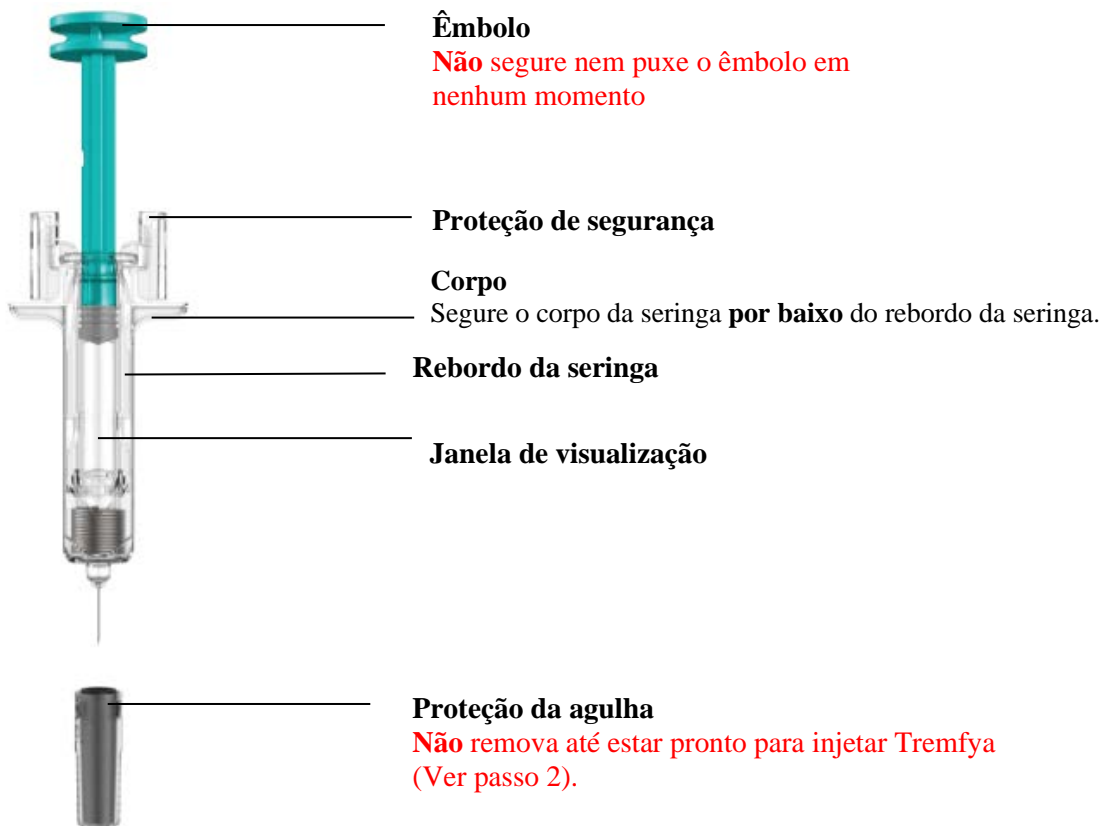 Êmbolo
Não segure nem puxe o êmbolo em
nenhum momento
Proteção de segurança
Corpo
Segure o corpo da seringa por baixo do rebordo da seringa.
Rebordo da seringa
Janela de visualização
Proteção da agulha
Não remova até estar pronto para injetar Tremfya
(Ver passo 2).